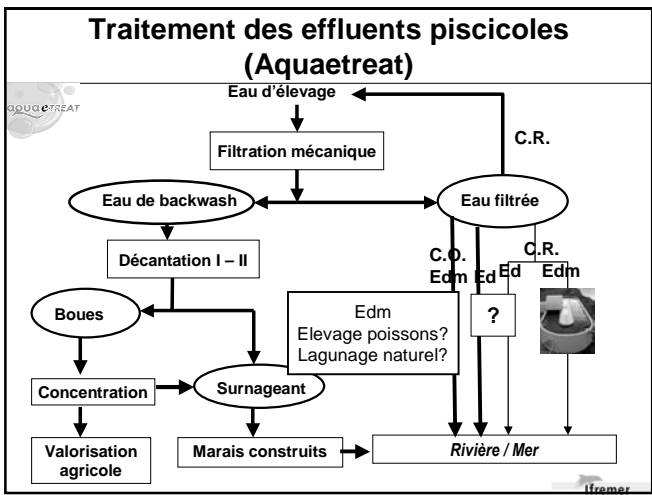 Traitement des effluents piscicoles
(Aquaetreat)
aquaeTREAT
Eau d'élevage
C.R.
Filtration mécanique
Eau de backwash
Eau filtrée
Décantation I – II
C.O.
Edm
Ed
C.R.
Ed
Edm
Boues
Edm
Elevage poissons?
Lagunage naturel?
?
Concentration
Surnageant
Valorisation
agricole
Marais construits
Rivière / Mer
Ifremer